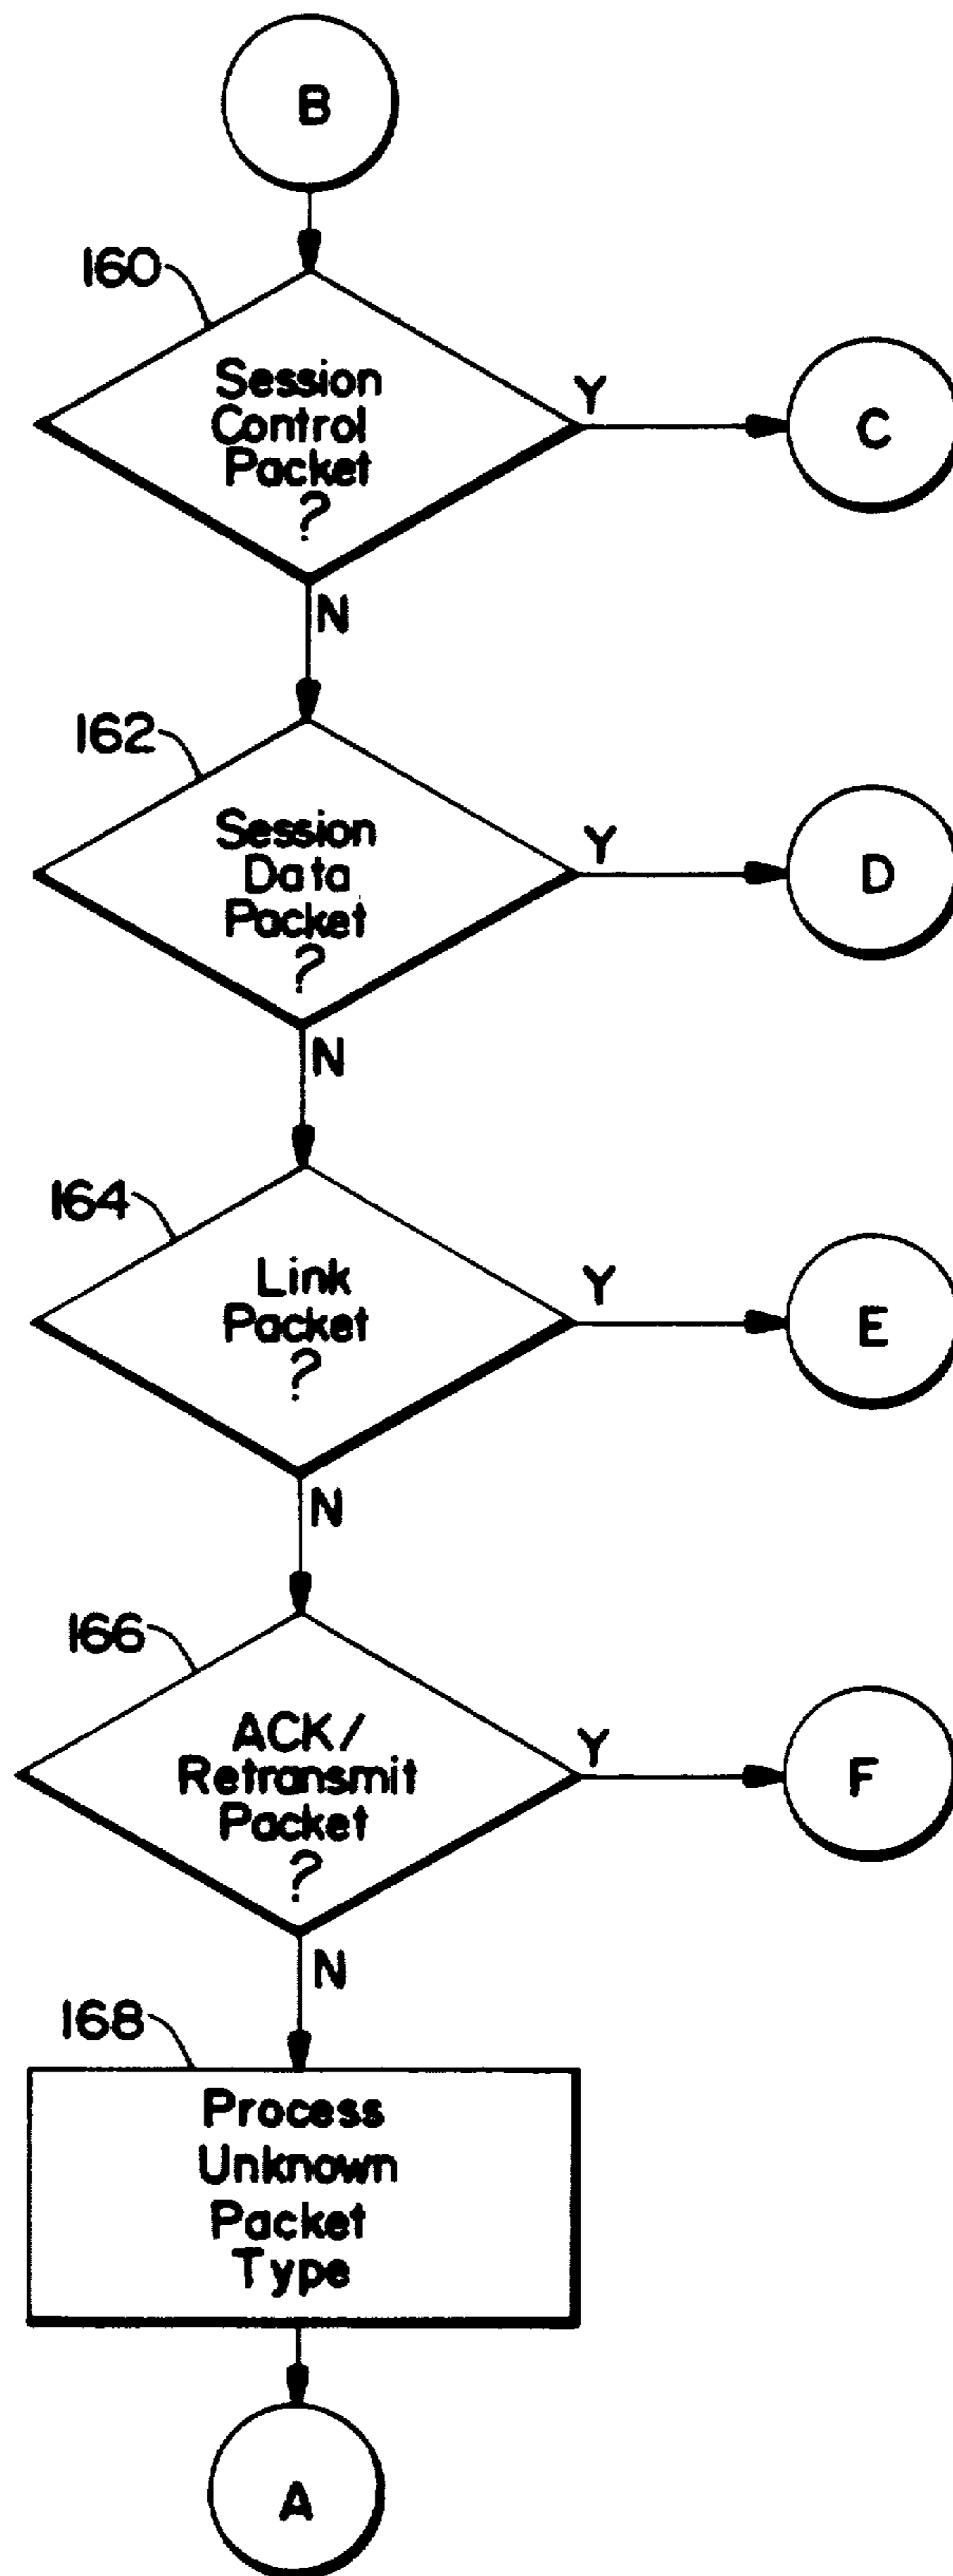 B
160
Session
Control
Packet
?
Y
C
N
162
Session
Data
Packet
?
Y
D
N
164
Link
Packet
?
Y
E
N
166
ACK/
Retransmit
Packet
?
Y
F
N
168
Process
Unknown
Packet
Type
A